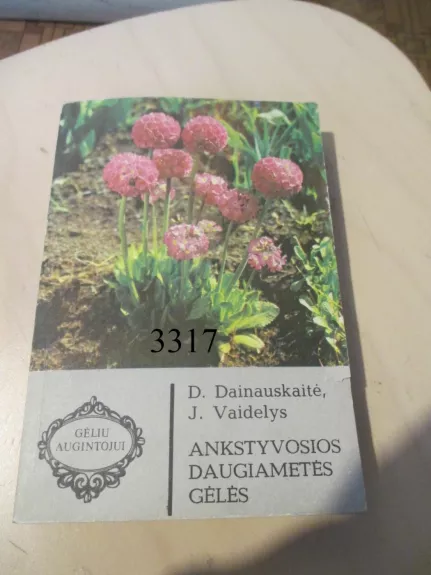 3317
D. Dainauskaitė,
J. Vaidelys
GĖLIŲ
AUGINTOJUI
ANKSTYVOSIOS
DAUGIAMETĖS
GĖLĖS